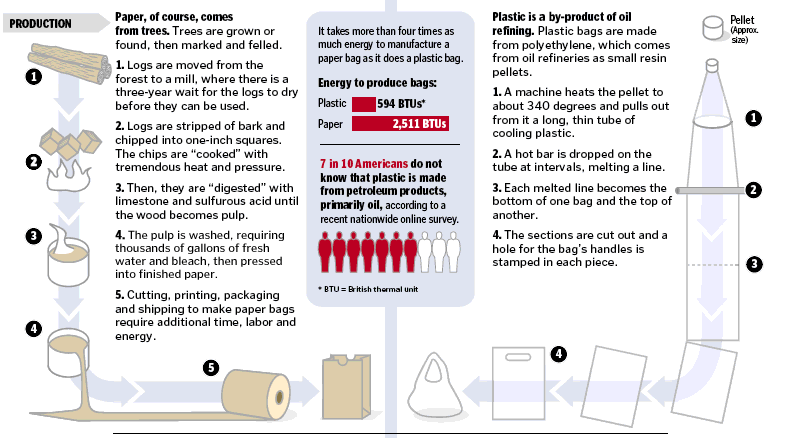 PRODUCTION
Paper, of course, comes
from trees. Trees are grown or
found, then marked and felled.
1. Logs are moved from the
forest to a mill, where there is a
three-year wait for the logs to dry
before they can be used.
2. Logs are stripped of bark and
chipped into one-inch squares.
The chips are “cooked” with
tremendous heat and pressure.
3. Then, they are “digested” with
limestone and sulfurous acid until
the wood becomes pulp.
4. The pulp is washed, requiring
thousands of gallons of fresh
water and bleach, then pressed
into finished paper.
5. Cutting, printing, packaging
and shipping to make paper bags
require additional time, labor and
energy.
1
2
3
4
5
It takes more than four times as
much energy to manufacture a
paper bag as it does a plastic bag.
Energy to produce bags:
Plastic 594 BTUs*
Paper 2,511 BTUs
7 in 10 Americans do not
know that plastic is made
from petroleum products,
primarily oil, according to a
recent nationwide online survey.
* BTU = British thermal unit
Plastic is a by-product of oil
refining. Plastic bags are made
from polyethylene, which comes
from oil refineries as small resin
pellets.
1. A machine heats the pellet to
about 340 degrees and pulls out
from it a long, thin tube of
cooling plastic.
2. A hot bar is dropped on the
tube at intervals, melting a line.
3. Each melted line becomes the
bottom of one bag and the top of
another.
4. The sections are cut out and a
hole for the bag’s handles is
stamped in each piece.
Pellet
(Approx.
size)
1
2
3
4